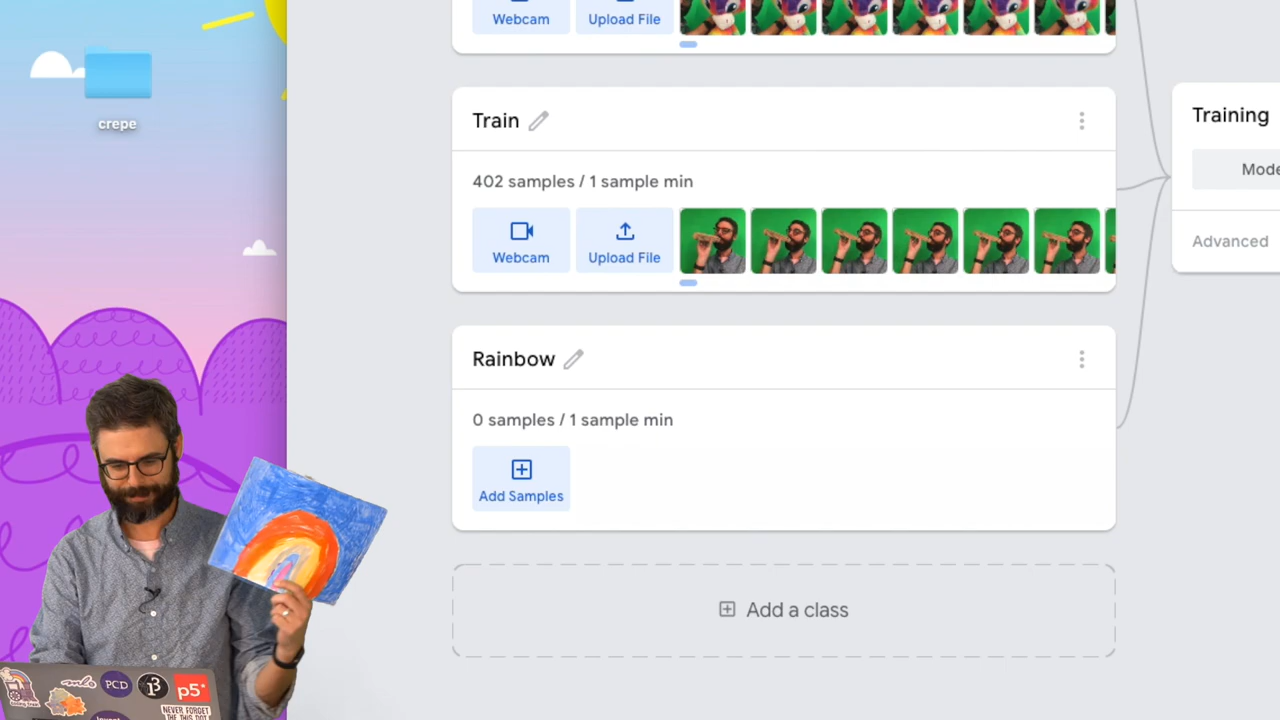 Webcam
Upload File
crepe
Train
402 samples / 1 sample min
Webcam
Upload File
Training
Mode
Advanced
Rainbow
0 samples / 1 sample min
Add Samples
Add a class
PCD
p5*
NEVER FORGET